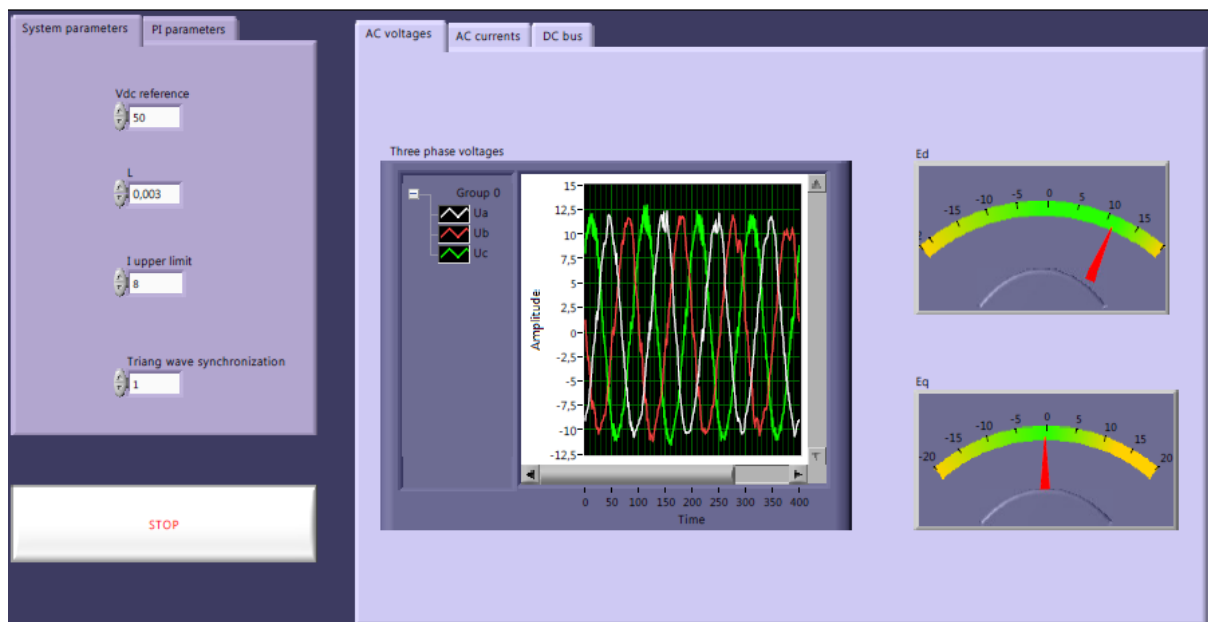 System parameters
PI parameters
Vdc reference
50
L
0,003
I upper limit
8
Triang wave synchronization
1
STOP
AC voltages
AC currents
DC bus
Three phase voltages
Group 0
Ua
Ub
Uc
Amplitude
15
12,5
10
7,5
5
2,5
0
-2,5
-5
-7,5
-10
-12,5
0 50 100 150 200 250 300 350 400
Time
Ed
-15 -10 -5 0 5 10 15
Eq
-20 -15 -10 -5 0 5 10 15 20